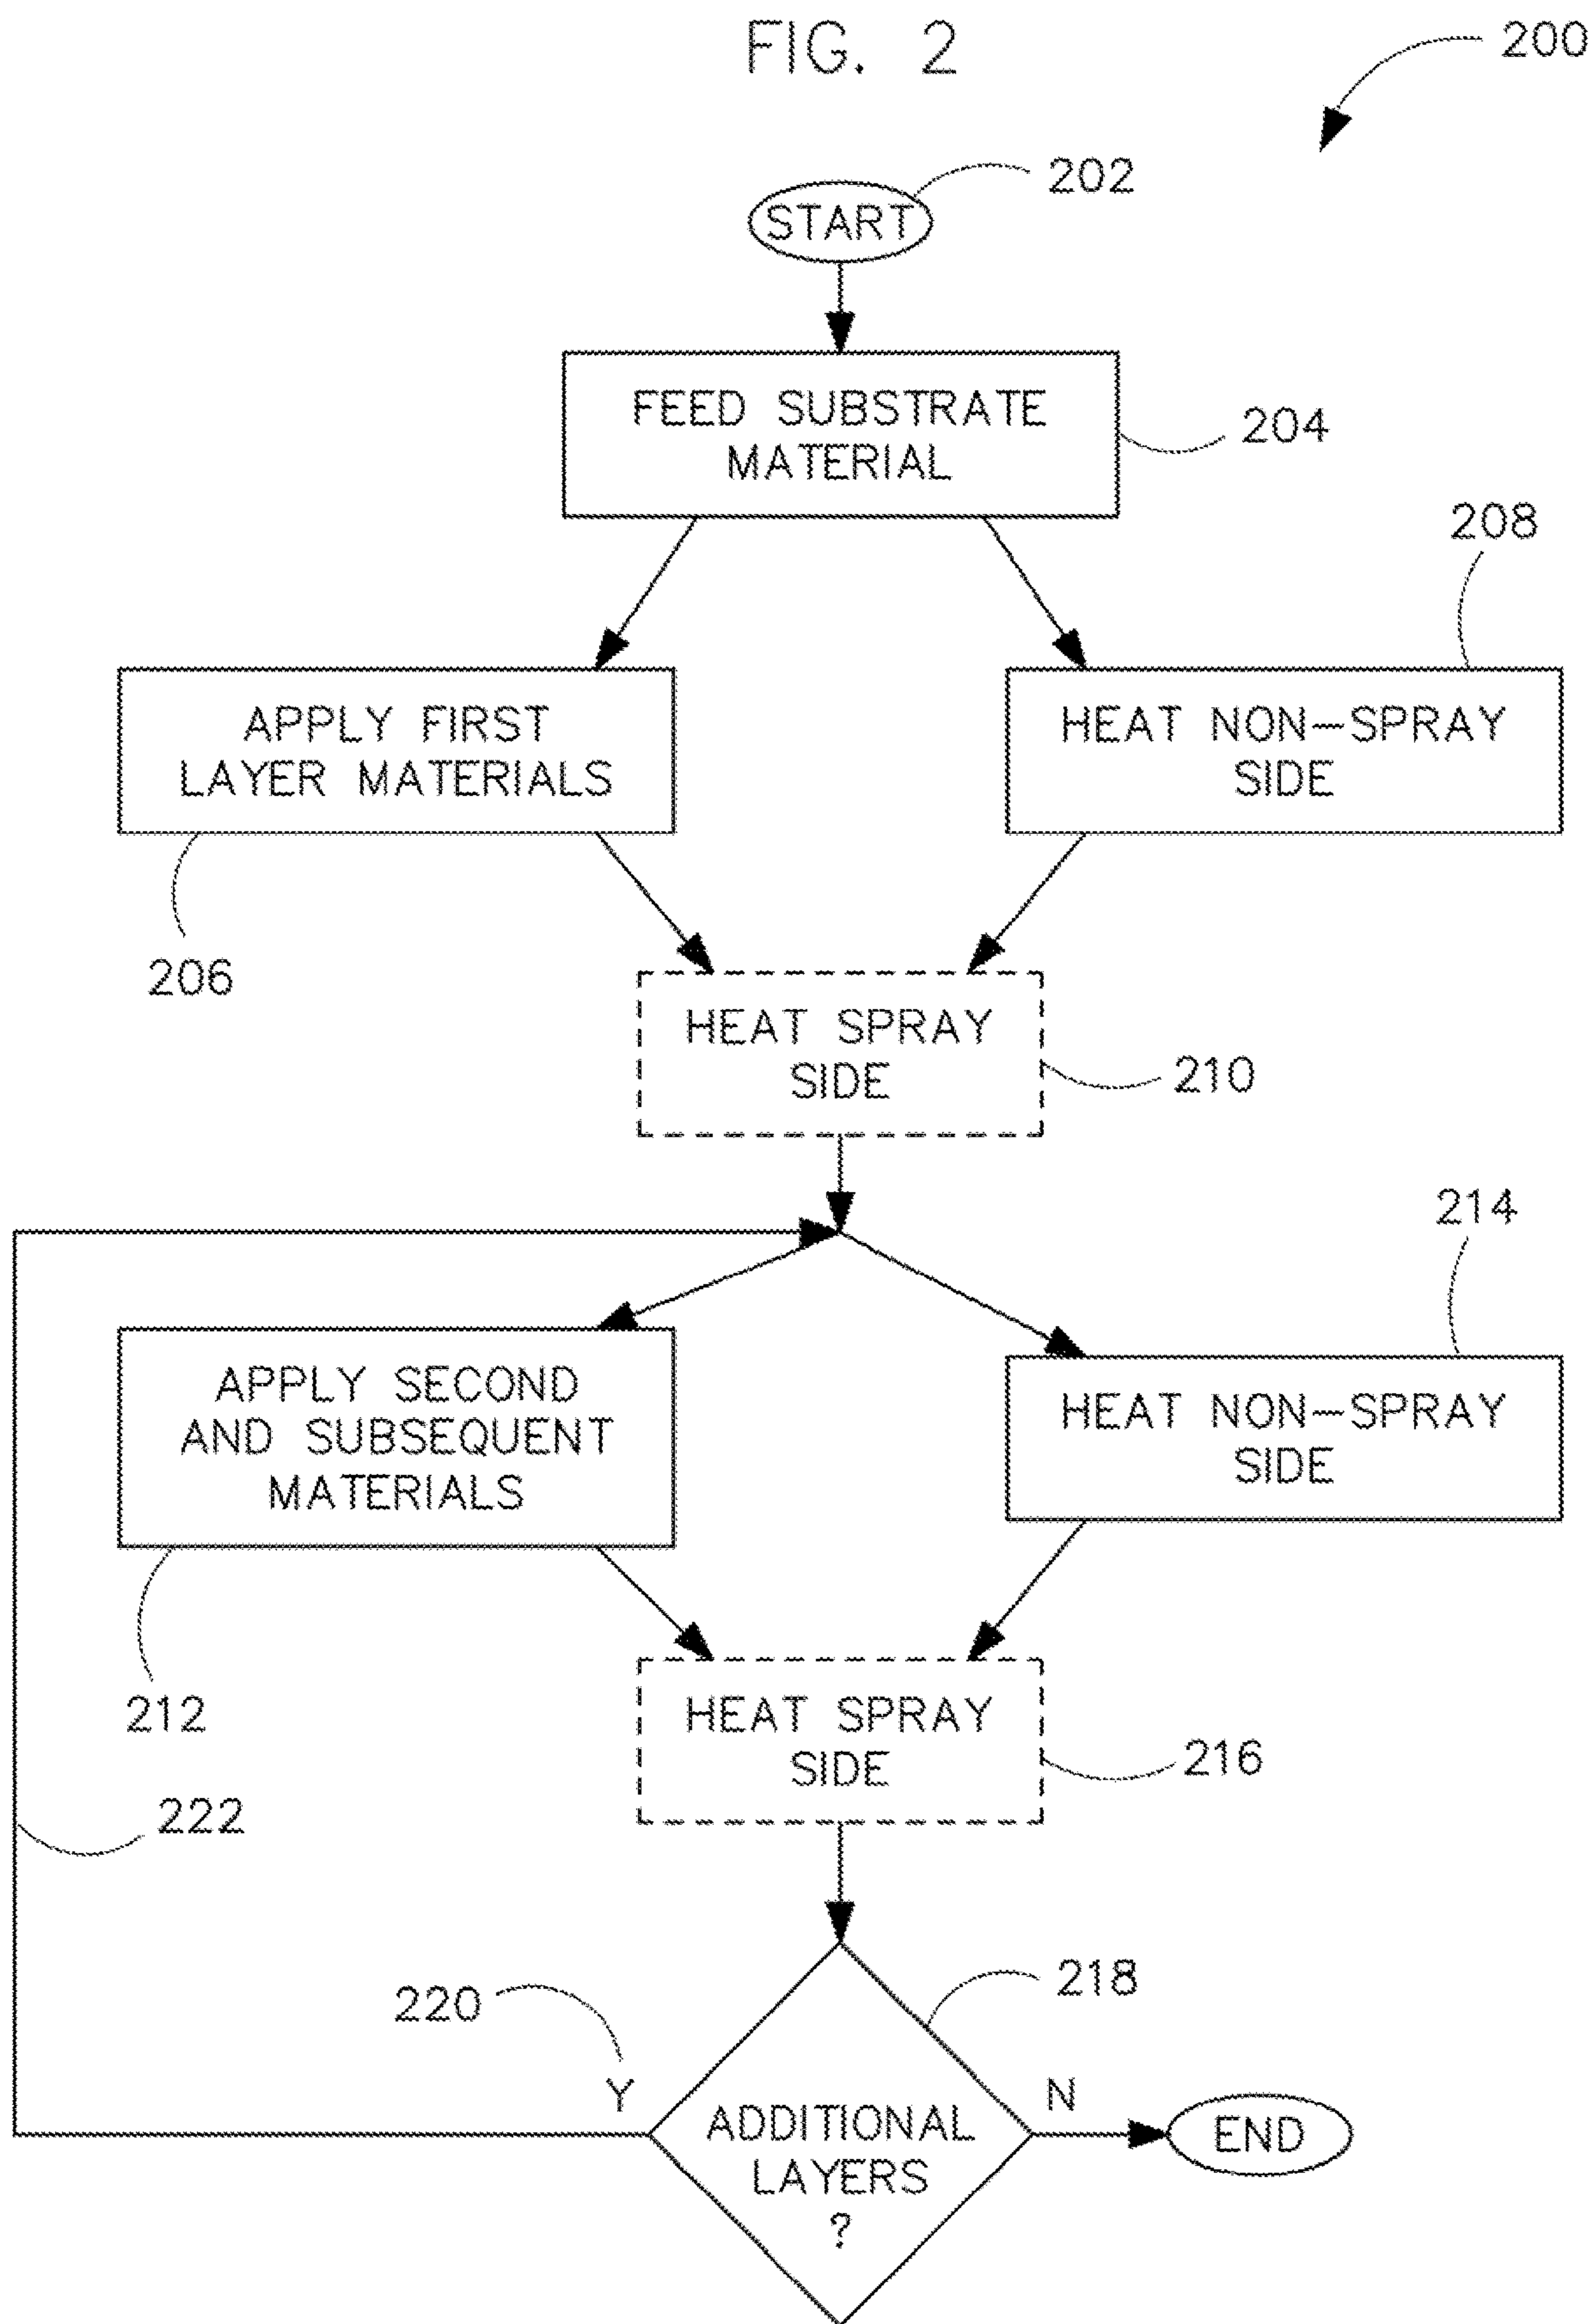 FIG. 2
200
202
START
FEED SUBSTRATE
MATERIAL
204
208
APPLY FIRST
LAYER MATERIALS
HEAT NON-SPRAY
SIDE
206
HEAT SPRAY
SIDE
210
214
APPLY SECOND
AND SUBSEQUENT
MATERIALS
HEAT NON-SPRAY
SIDE
212
HEAT SPRAY
SIDE
216
222
218
220
Y
N
ADDITIONAL
LAYERS
?
END